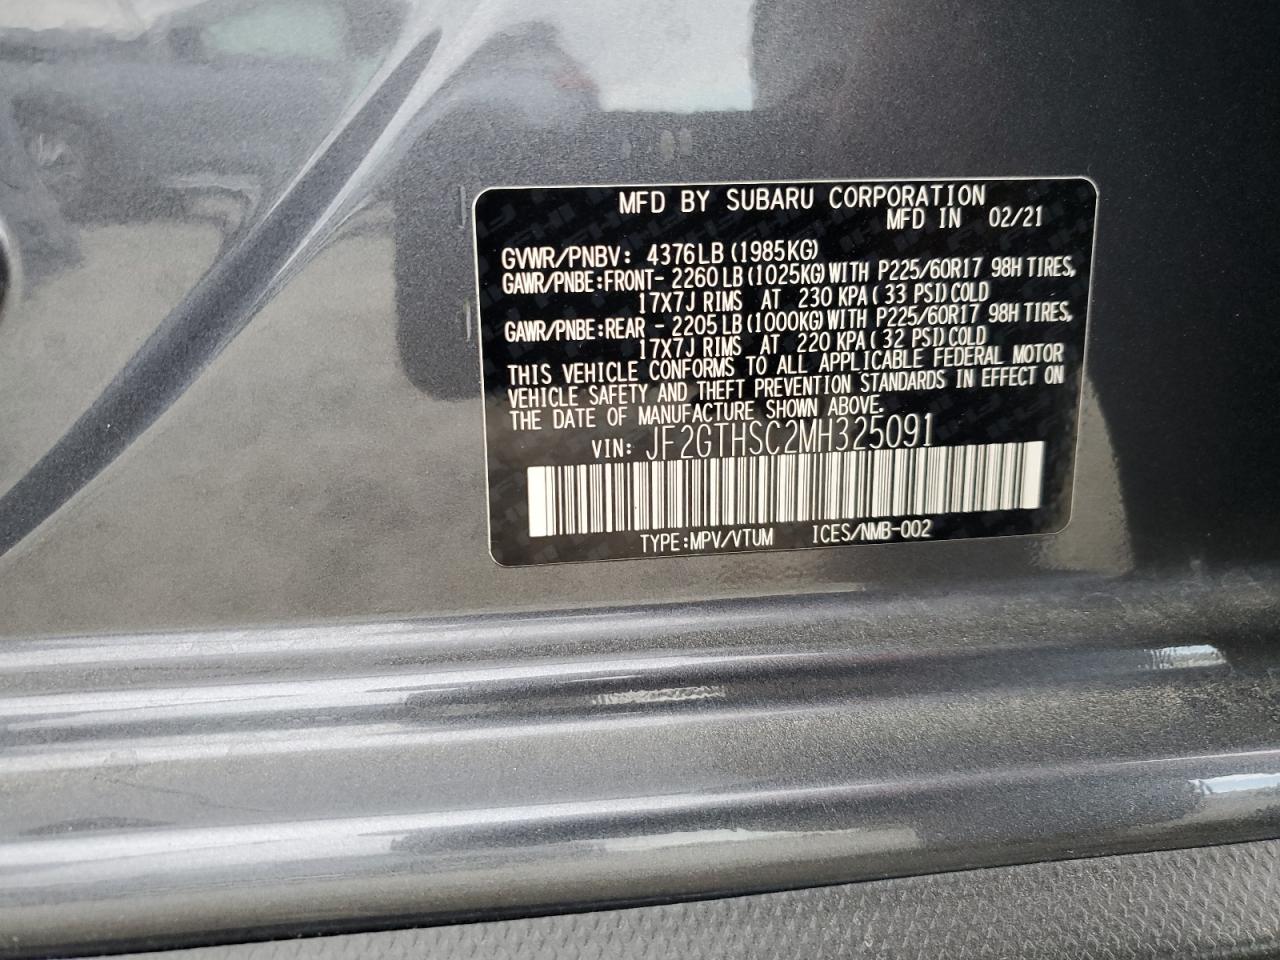 MFD BY SUBARU CORPORATION
MFD IN 02/21
GVWR/PNBV: 4376LB (1985KG)
GAWR/PNBE:FRONT- 2260 LB (1025KG) WITH P225/60R17 98H TIRES,
17X7J RIMS AT 230 KPA ( 33 PSI) COLD
GAWR/PNBE:REAR - 2205 LB (1000KG) WITH P225/60R17 98H TIRES,
17X7J RIMS AT 220 KPA ( 32 PSI) COLD
THIS VEHICLE CONFORMS TO ALL APPLICABLE FEDERAL MOTOR
VEHICLE SAFETY AND THEFT PREVENTION STANDARDS IN EFFECT ON
THE DATE OF MANUFACTURE SHOWN ABOVE.
VIN: JF2GTHSC2MH325091
TYPE:MPV/VTUM ICES/NMB-002